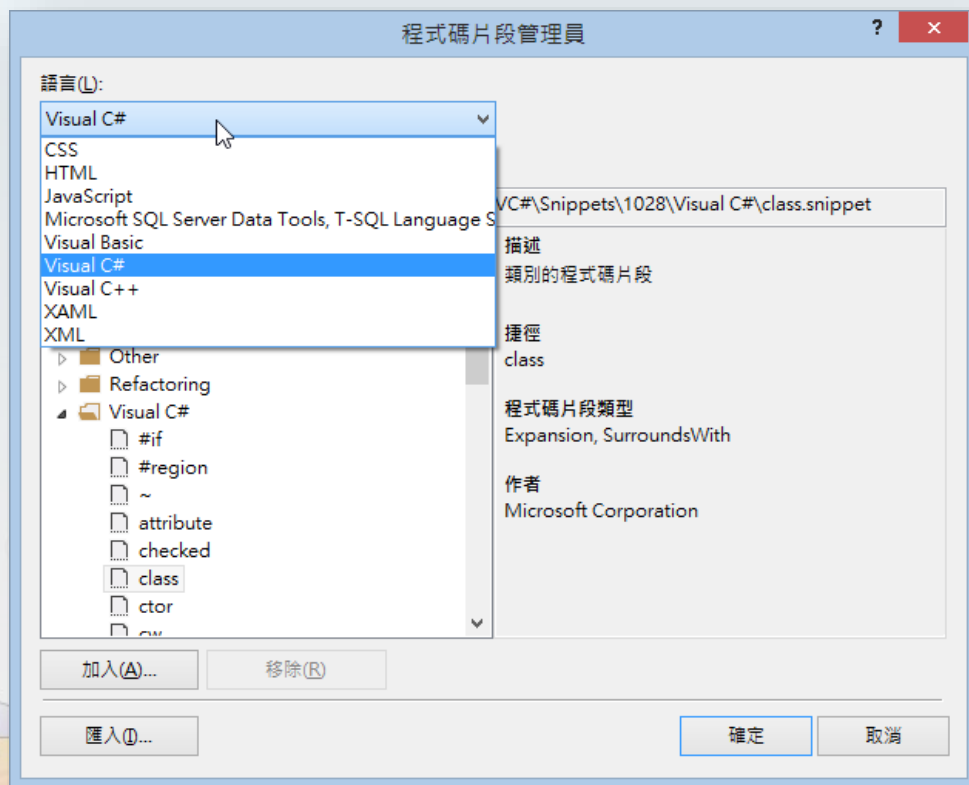 程式碼片段管理員
?
語言(L):
Visual C#
CSS
HTML
JavaScript
Microsoft SQL Server Data Tools, T-SQL Language S
Visual Basic
Visual C#
Visual C++
XAML
XML
VC#\Snippets\1028\Visual C#\class.snippet
Other
Refactoring
Visual C#
#if
#region
~
attribute
checked
class
ctor
cw
描述
類別的程式碼片段
捷徑
class
程式碼片段類型
Expansion, SurroundsWith
作者
Microsoft Corporation
加入(A)...
移除(R)
匯入(I)...
確定
取消